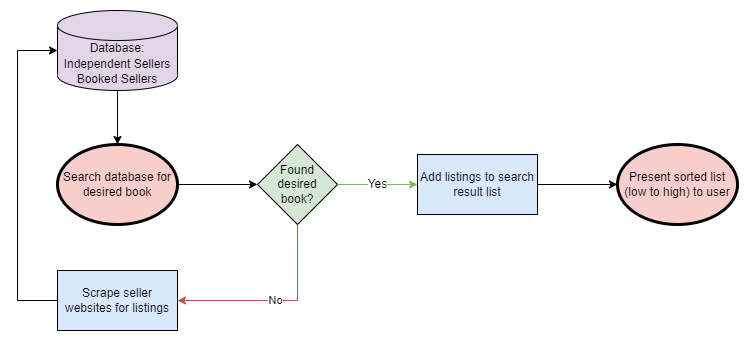 Database:
Independent Sellers
Booked Sellers
Search database for
desired book
Found
desired
book?
Yes
Add listings to search
result list
Present sorted list
(low to high) to user
No
Scrape seller
websites for listings